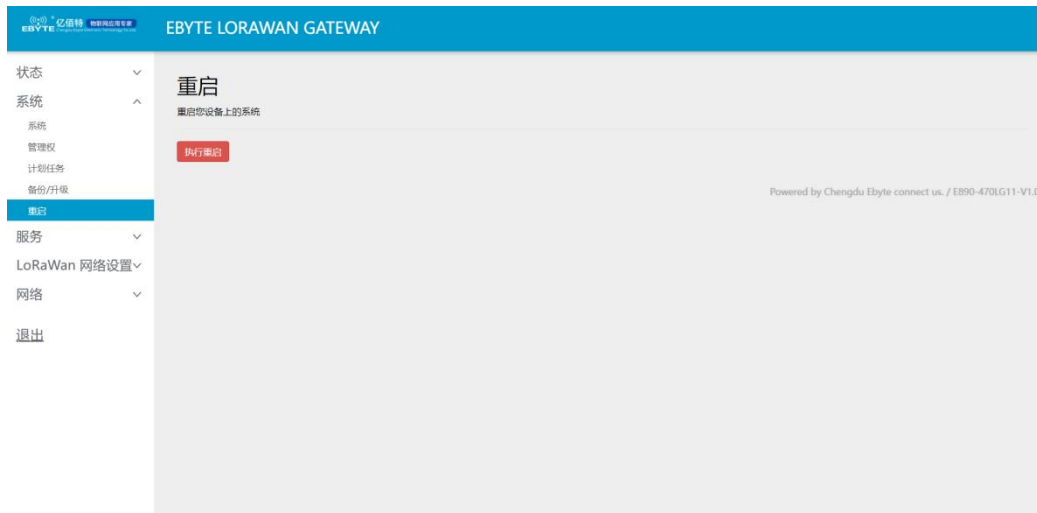 EBYTE 亿佰特 物联网应用专家
EBYTE LORAWAN GATEWAY
状态
系统
系统
管理权
计划任务
备份/升级
重启
服务
LoRaWan 网络设置
网络
退出
重启
重启您设备上的系统
执行重启
Powered by Chengdu Ebyte connect us. / E890-470LG11-V1.0